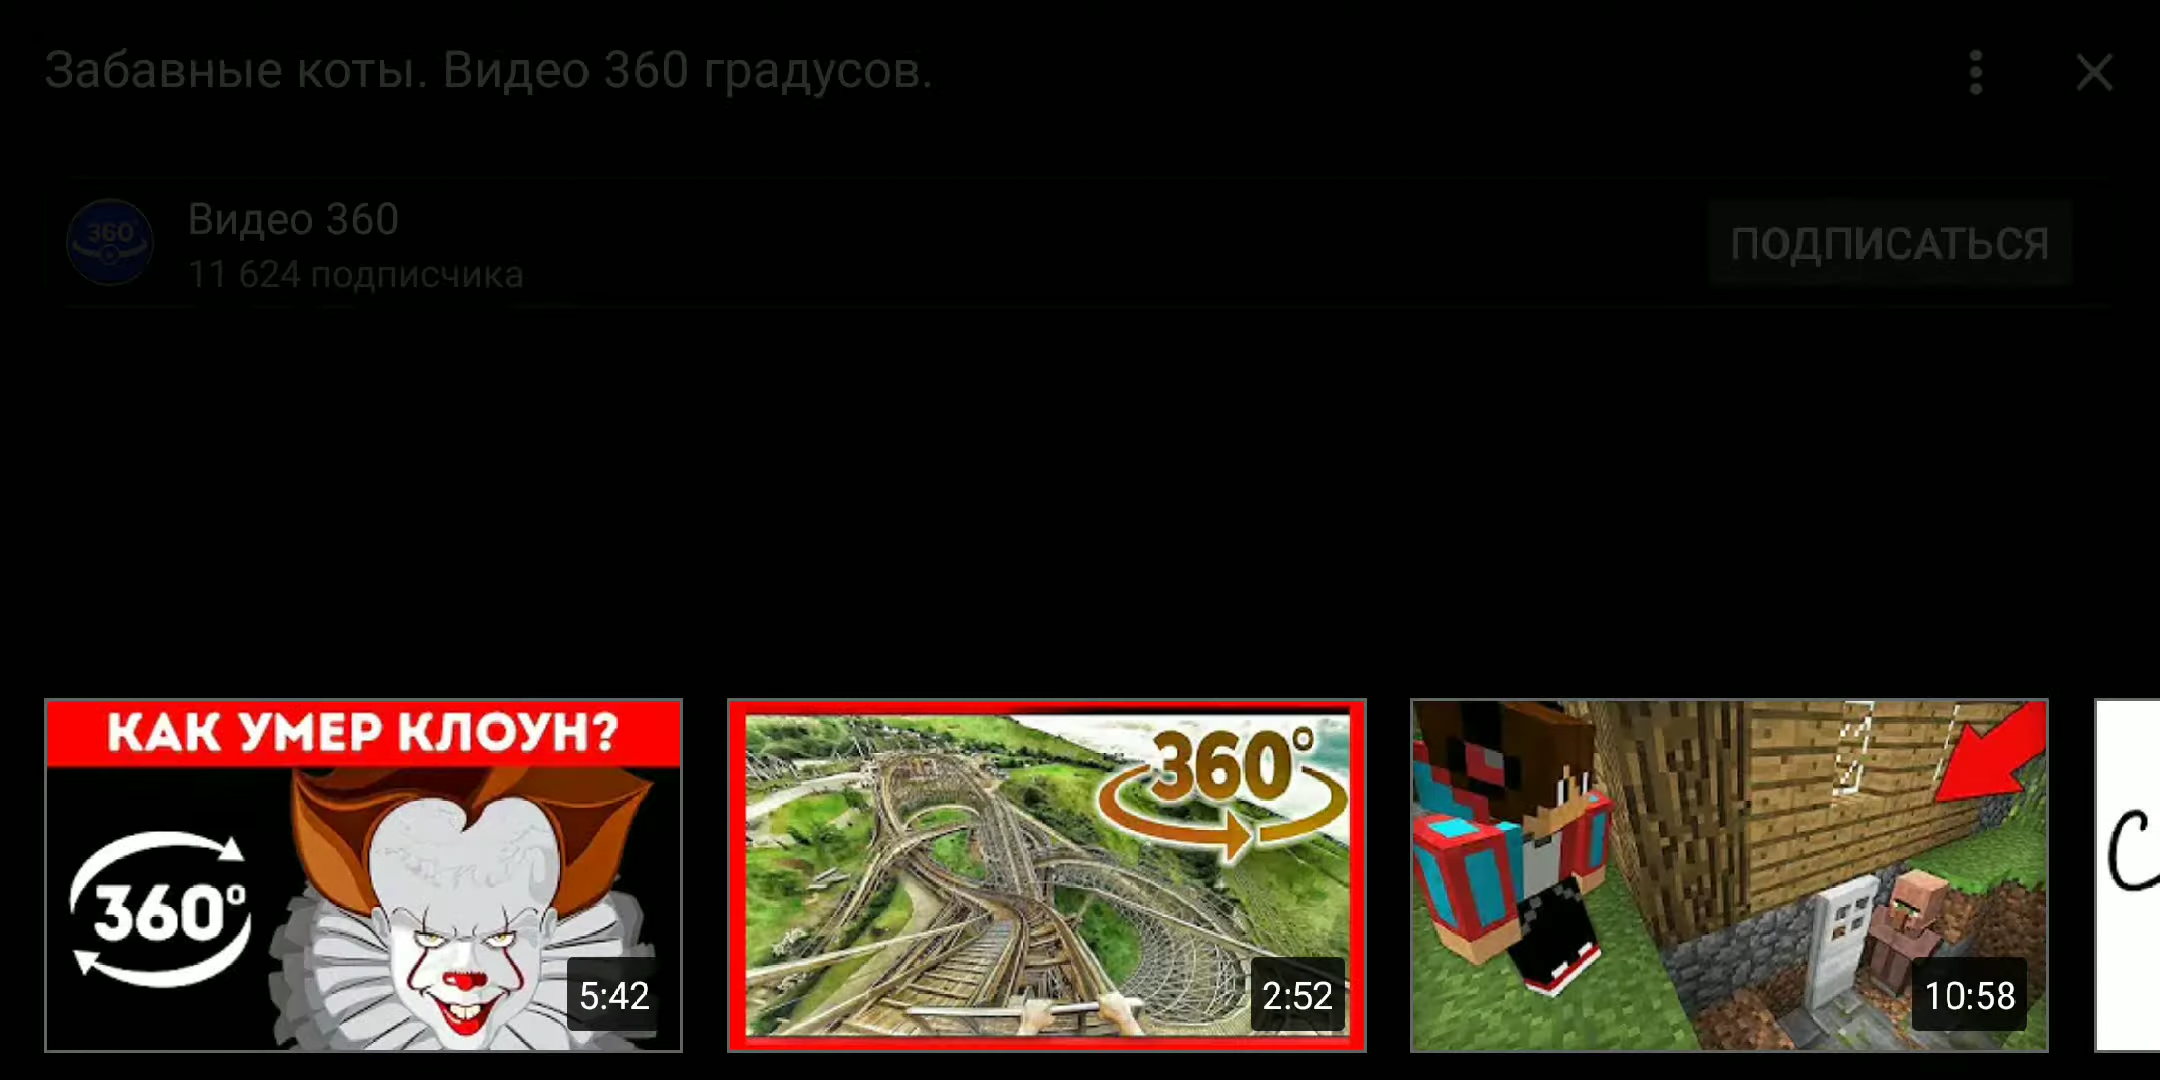 Забавные коты. Видео 360 градусов.
360°
Видео 360
11 624 подписчика
ПОДПИСАТЬСЯ
КАК УМЕР КЛОУН?
360°
5:42
360°
2:52
10:58
С